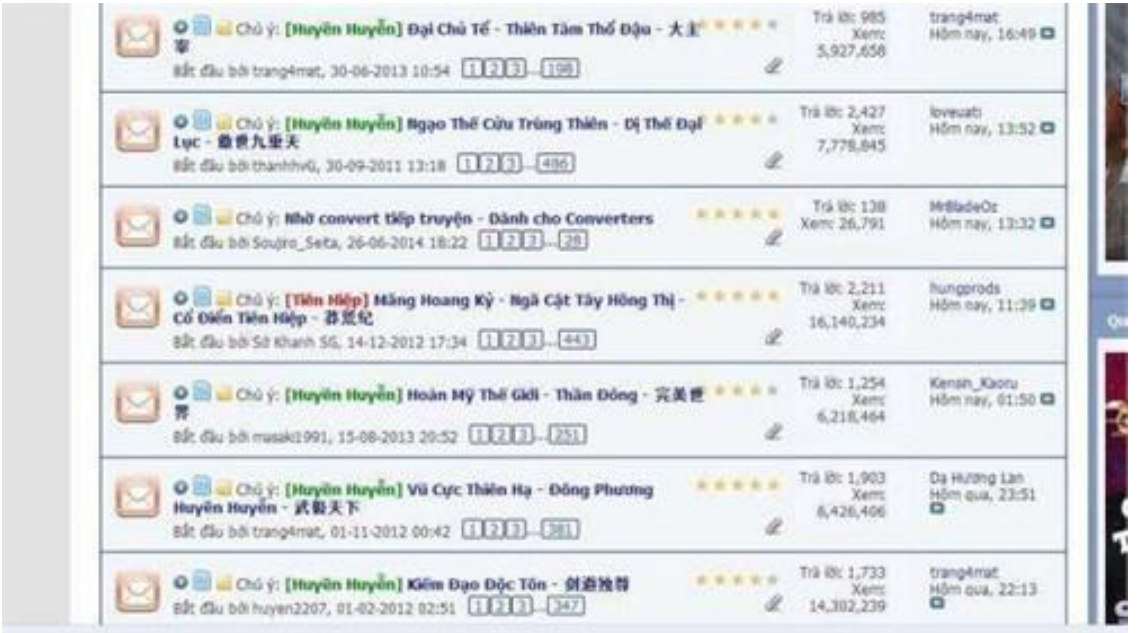 Chú ý: [Huyền Huyễn] Đại Chủ Tể - Thiên Tàm Thổ Đậu - 大主
宰
Bắt đầu bởi trang4mat, 30-06-2013 10:54 1 2 3 ... 198
Trả lời: 985
Xem:
5,927,658
trang4mat
Hôm nay, 16:49
Chú ý: [Huyền Huyễn] Ngạo Thế Cửu Trùng Thiên - Dị Thế Đại
Lục - 傲世九重天
Bắt đầu bởi thanhhvG, 30-09-2011 13:18 1 2 3 ... 486
Trả lời: 2,427
Xem:
7,778,845
loveuati
Hôm nay, 13:52
Chú ý: Nhờ convert tiếp truyện - Dành cho Converters
Bắt đầu bởi Soujiro_Seta, 26-06-2014 18:22 1 2 3 ... 28
Trả lời: 138
Xem: 26,791
MrBladeOz
Hôm nay, 13:32
Chú ý: [Tiên Hiệp] Mãng Hoang Kỷ - Ngã Cật Tây Hồng Thị -
Cổ Điển Tiên Hiệp - 莽荒纪
Bắt đầu bởi Sở Khanh SG, 14-12-2012 17:34 1 2 3 ... 443
Trả lời: 2,211
Xem:
16,140,234
hungprods
Hôm nay, 11:39
Chú ý: [Huyền Huyễn] Hoàn Mỹ Thế Giới - Thần Đông - 完美世
界
Bắt đầu bởi masaki1991, 15-08-2013 20:52 1 2 3 ... 251
Trả lời: 1,254
Xem:
6,218,464
Kensin_Kaoru
Hôm nay, 01:50
Chú ý: [Huyền Huyễn] Vũ Cực Thiên Hạ - Đông Phương
Huyền Huyễn - 武极天下
Bắt đầu bởi trang4mat, 01-11-2012 00:42 1 2 3 ... 381
Trả lời: 1,903
Xem:
8,426,406
Dạ Hương Lan
Hôm qua, 23:51
Chú ý: [Huyền Huyễn] Kiếm Đạo Độc Tôn - 剑道独尊
Bắt đầu bởi huyen2207, 01-02-2012 02:51 1 2 3 ... 347
Trả lời: 1,733
Xem:
14,302,239
trang4mat
Hôm qua, 22:13